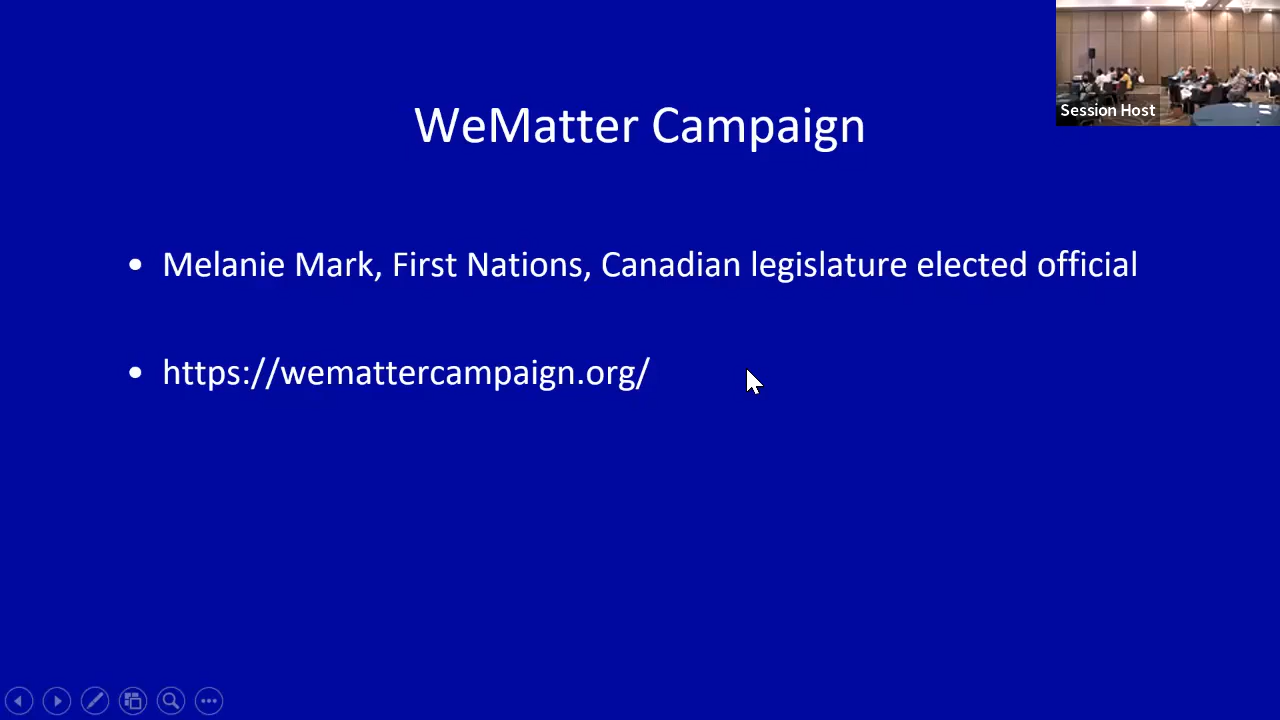 WeMatter Campaign
Session Host
• Melanie Mark, First Nations, Canadian legislature elected official
• https://wemattercampaign.org/